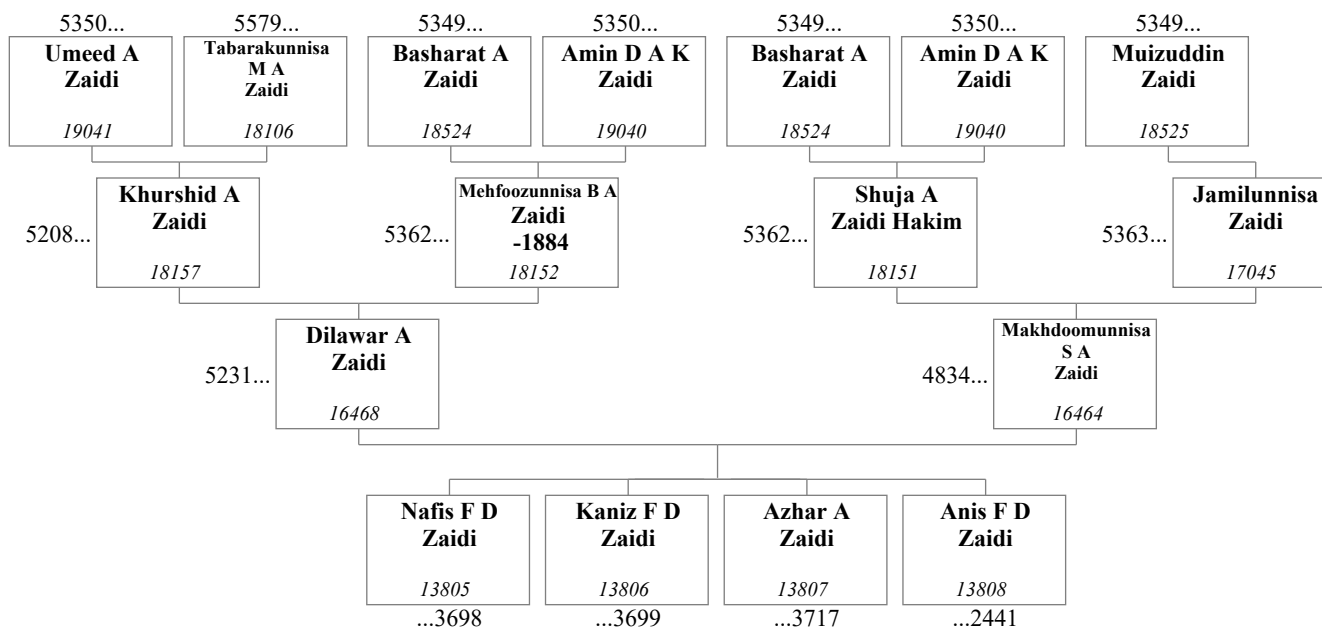 5350...
5579...
5349...
5350...
5349...
5350...
5349...
Umeed A
Zaidi
19041
Tabarakunnisa
M A
Zaidi
18106
Basharat A
Zaidi
18524
Amin D A K
Zaidi
19040
Basharat A
Zaidi
18524
Amin D A K
Zaidi
19040
Muizuddin
Zaidi
18525
5208...
Khurshid A
Zaidi
18157
5362...
Mehfoozunnisa B A
Zaidi
-1884
18152
5362...
Shuja A
Zaidi Hakim
18151
5363...
Jamilunnisa
Zaidi
17045
5231...
Dilawar A
Zaidi
16468
4834...
Makhdoomunnisa
S A
Zaidi
16464
Nafis F D
Zaidi
13805
...3698
Kaniz F D
Zaidi
13806
...3699
Azhar A
Zaidi
13807
...3717
Anis F D
Zaidi
13808
...2441